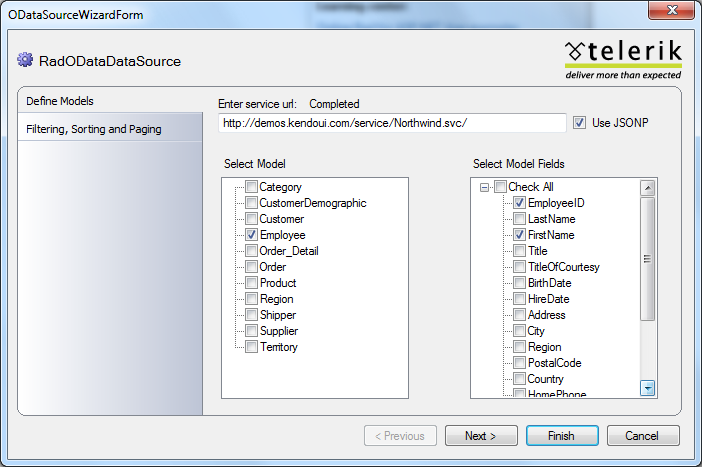 ODataSourceWizardForm
RadODataDataSource
telerik
deliver more than expected
Define Models
Filtering, Sorting and Paging
Enter service url: Completed
http://demos.kendoui.com/service/Northwind.svc/
Use JSONP
Select Model
Category
CustomerDemographic
Customer
Employee
Order_Detail
Order
Product
Region
Shipper
Supplier
Territory
Select Model Fields
Check All
EmployeeID
LastName
FirstName
Title
TitleOfCourtesy
BirthDate
HireDate
Address
City
Region
PostalCode
Country
HomePhone
< Previous
Next >
Finish
Cancel